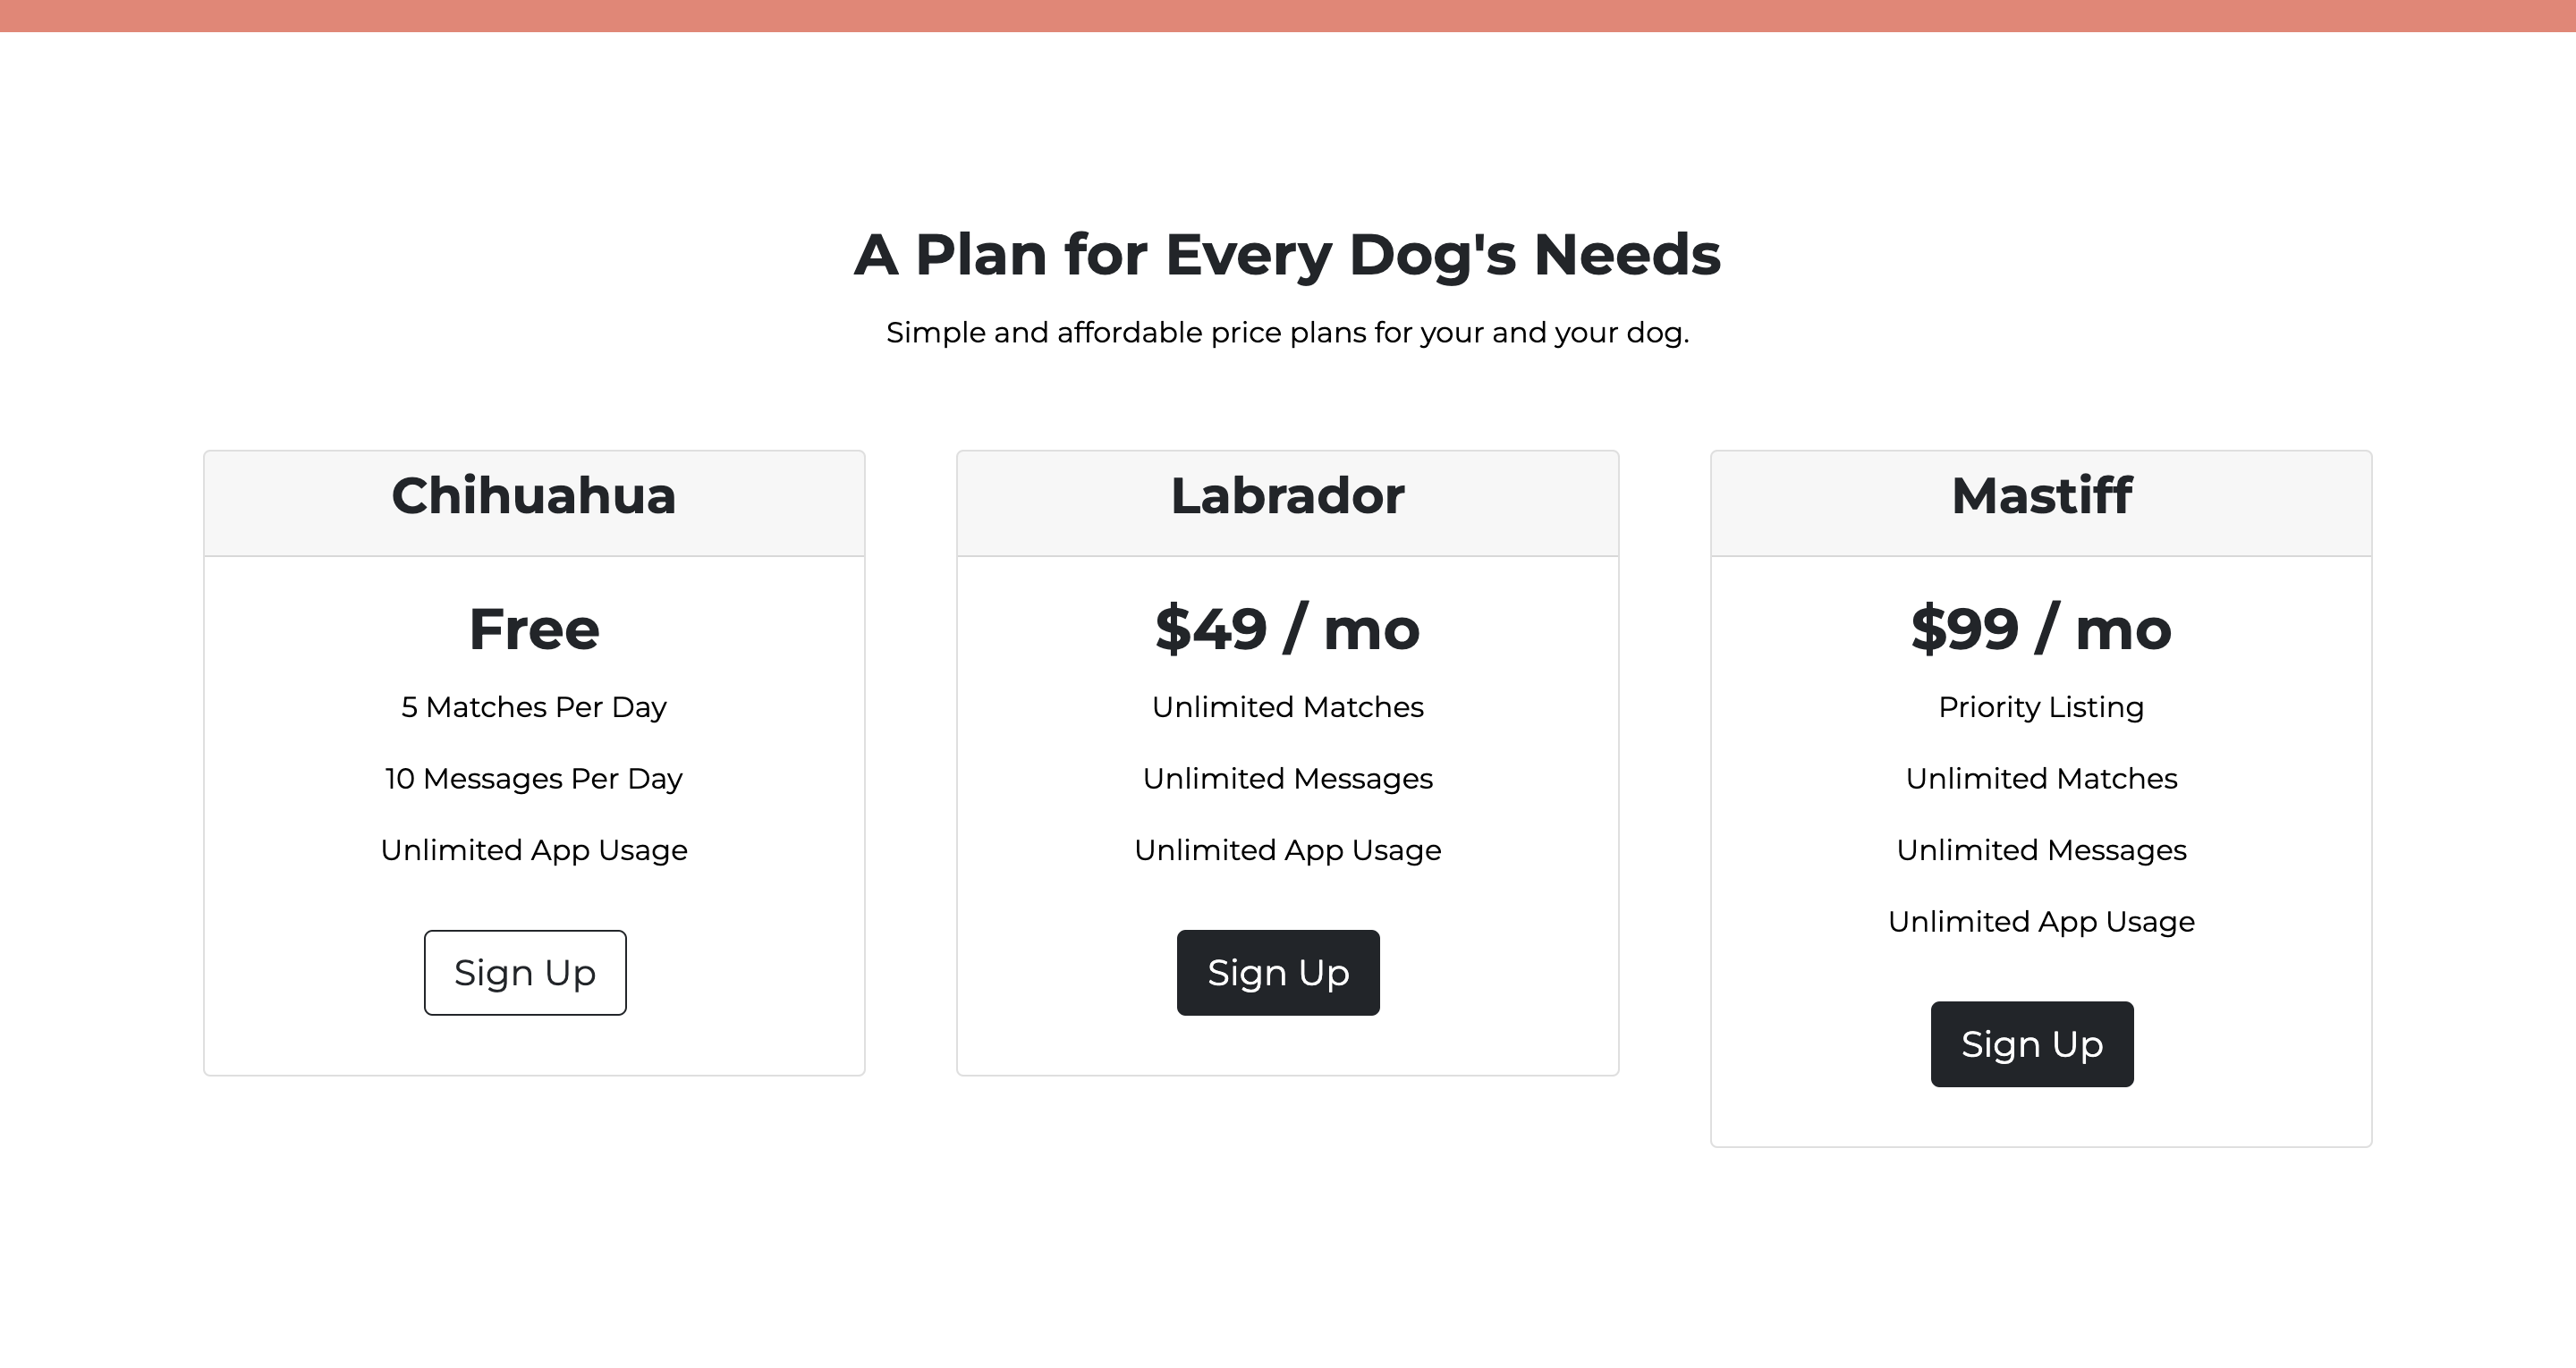 A Plan for Every Dog's Needs
Simple and affordable price plans for your and your dog.
Chihuahua
Free
5 Matches Per Day
10 Messages Per Day
Unlimited App Usage
Sign Up
Labrador
$49 / mo
Unlimited Matches
Unlimited Messages
Unlimited App Usage
Sign Up
Mastiff
$99 / mo
Priority Listing
Unlimited Matches
Unlimited Messages
Unlimited App Usage
Sign Up